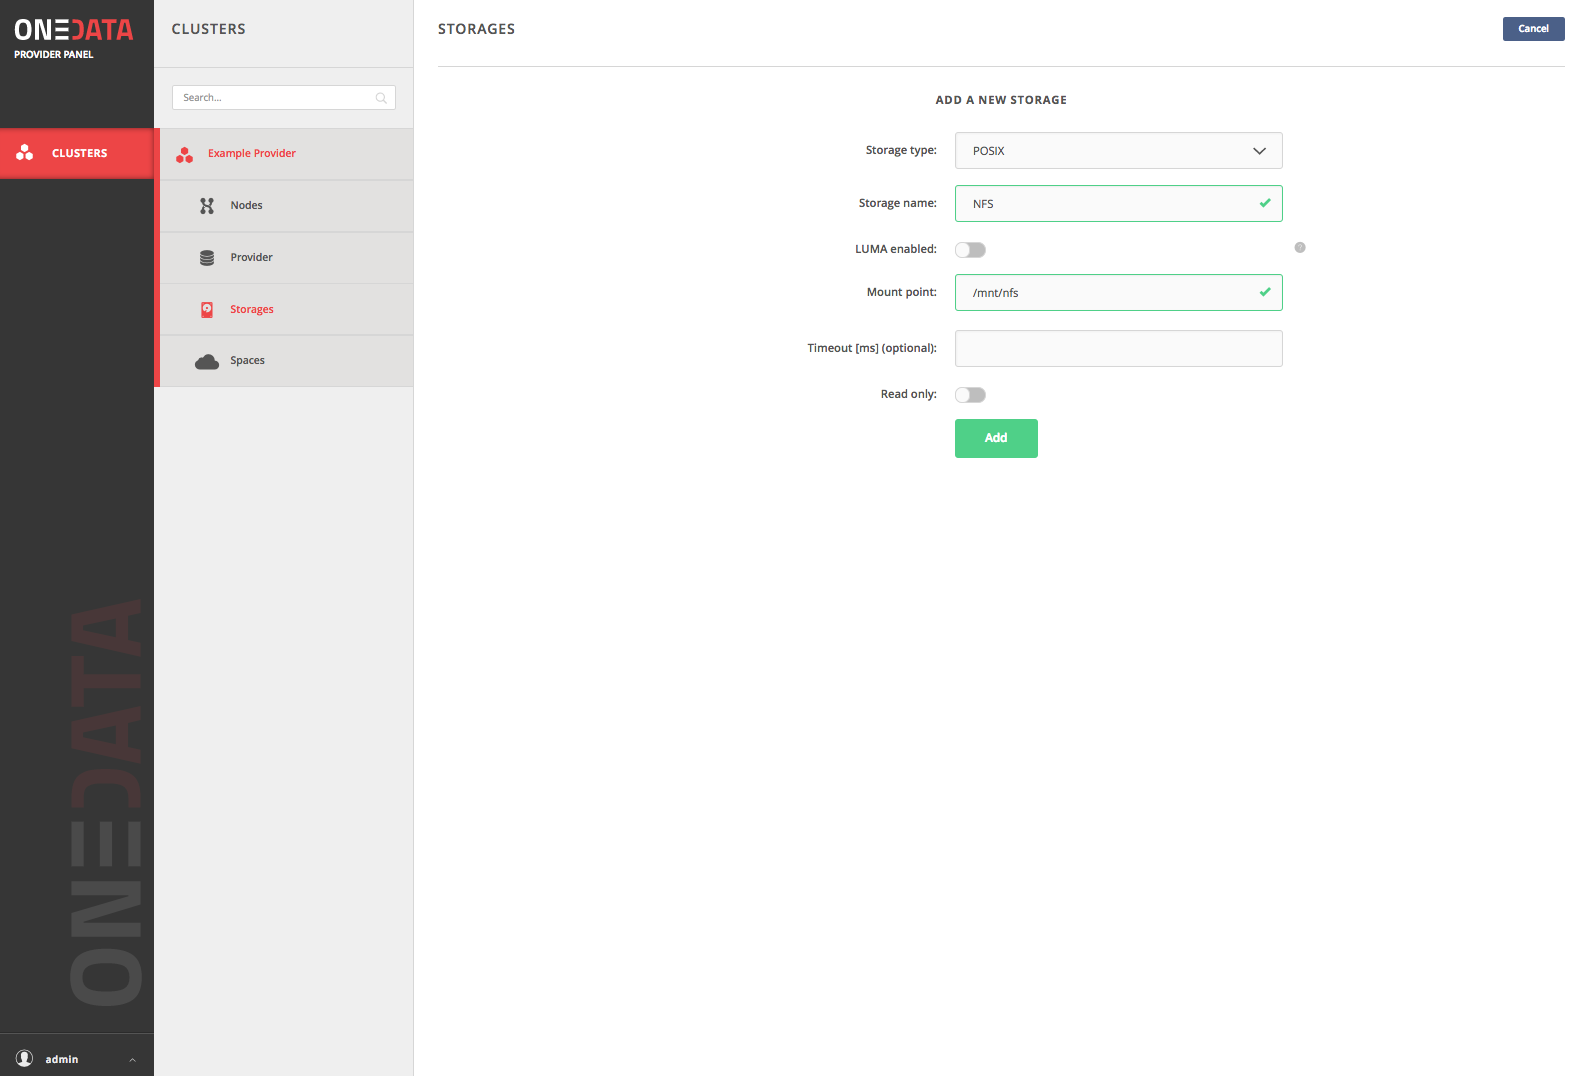 ONEDATA
PROVIDER PANEL
CLUSTERS
admin
ONEDATA
CLUSTERS
Search...
Example Provider
Nodes
Provider
Storages
Spaces
STORAGES
Cancel
ADD A NEW STORAGE
Storage type: POSIX
Storage name: NFS
LUMA enabled:
Mount point: /mnt/nfs
Timeout [ms] (optional):
Read only:
Add